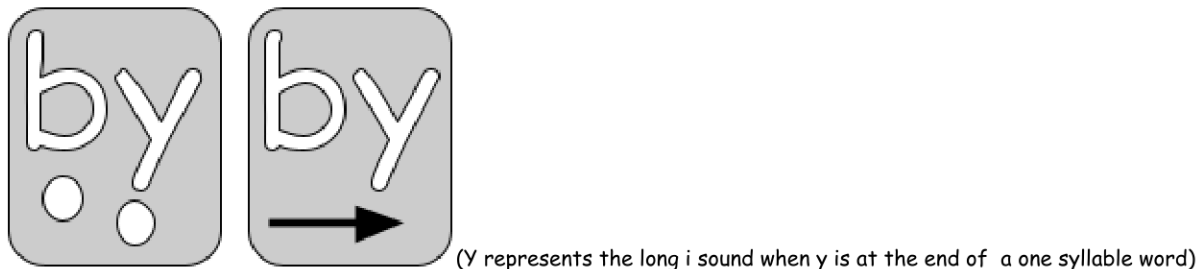 by by
(Y represents the long i sound when y is at the end of a one syllable word)